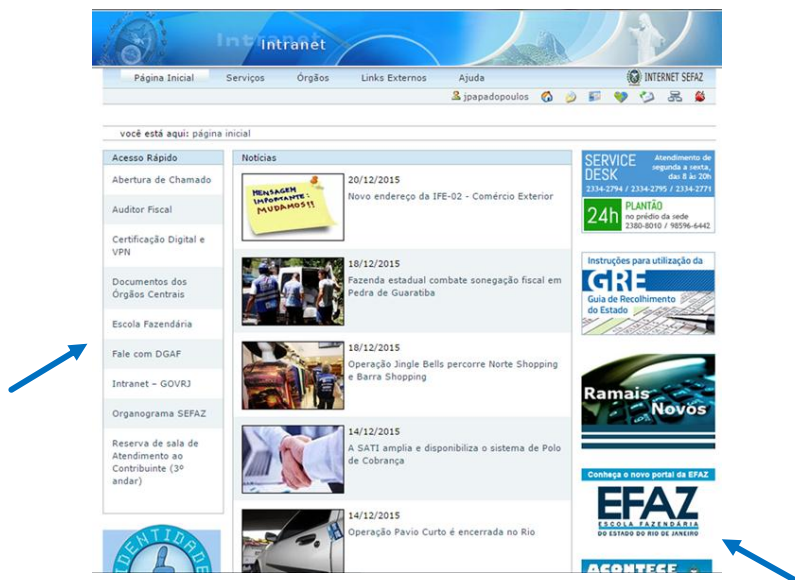 Intranet
Intranet
Página Inicial Serviços Órgãos Links Externos Ajuda INTERNET SEFAZ
jpapadopoulos
você está aqui: página inicial
Acesso Rápido
Abertura de Chamado
Auditor Fiscal
Certificação Digital e
VPN
Documentos dos
Órgãos Centrais
Escola Fazendária
Fale com DGAF
Intranet – GOVRJ
Organograma SEFAZ
Reserva de sala de
Atendimento ao
Contribuinte (3º
andar)
IDENTIDADE
Notícias
MENSAGEM
IMPORTANTE:
MUDAMOS!!
20/12/2015
Novo endereço da IFE-02 - Comércio Exterior
18/12/2015
Fazenda estadual combate sonegação fiscal em
Pedra de Guaratiba
18/12/2015
Operação Jingle Bells percorre Norte Shopping
e Barra Shopping
14/12/2015
A SATI amplia e disponibiliza o sistema de Polo
de Cobrança
14/12/2015
Operação Pavio Curto é encerrada no Rio
SERVICE
DESK
Atendimento de
segunda a sexta,
das 8 às 20h
2334-2794 / 2334-2795 / 2334-2771
24h
PLANTÃO
no prédio da sede
2380-8010 / 98596-6442
Instruções para utilização da
GRE
Guia de Recolhimento
do Estado
Ramais
Novos
Conheça o novo portal da EFAZ
EFAZ
ESCOLA FAZENDÁRIA
DO ESTADO DO RIO DE JANEIRO
ACONTECE